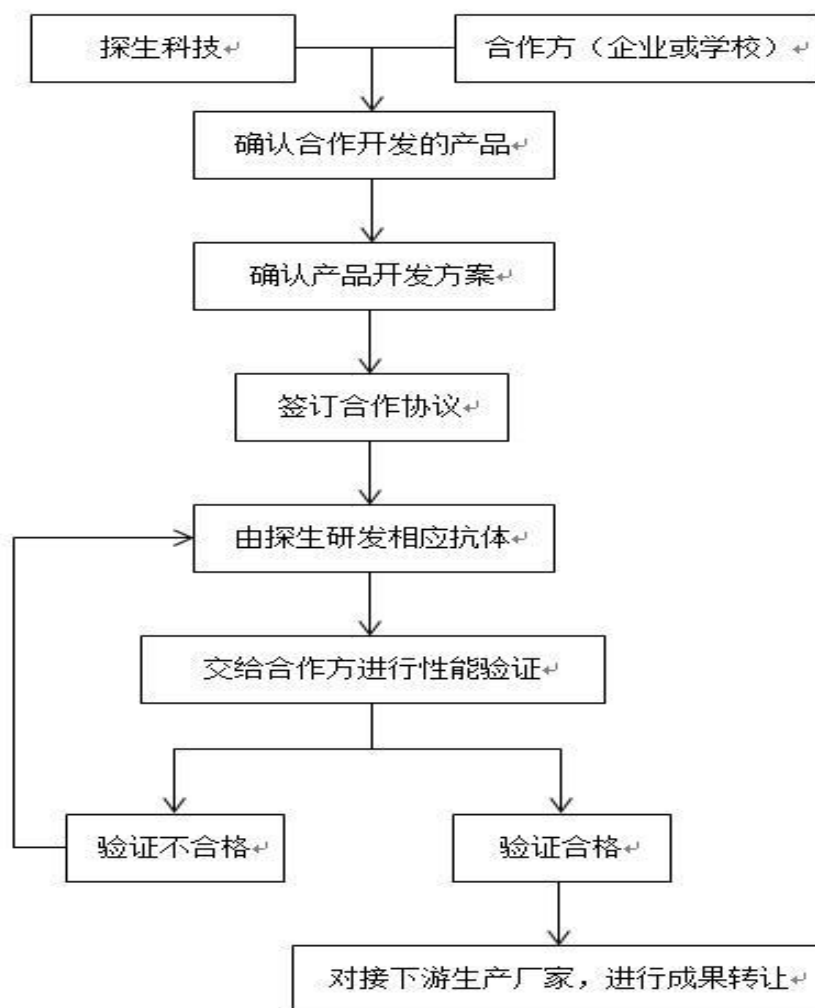 探生科技
合作方（企业或学校）
确认合作开发的产品
确认产品开发方案
签订合作协议
由探生研发相应抗体
交给合作方进行性能验证
验证不合格
验证合格
对接下游生产厂家，进行成果转让